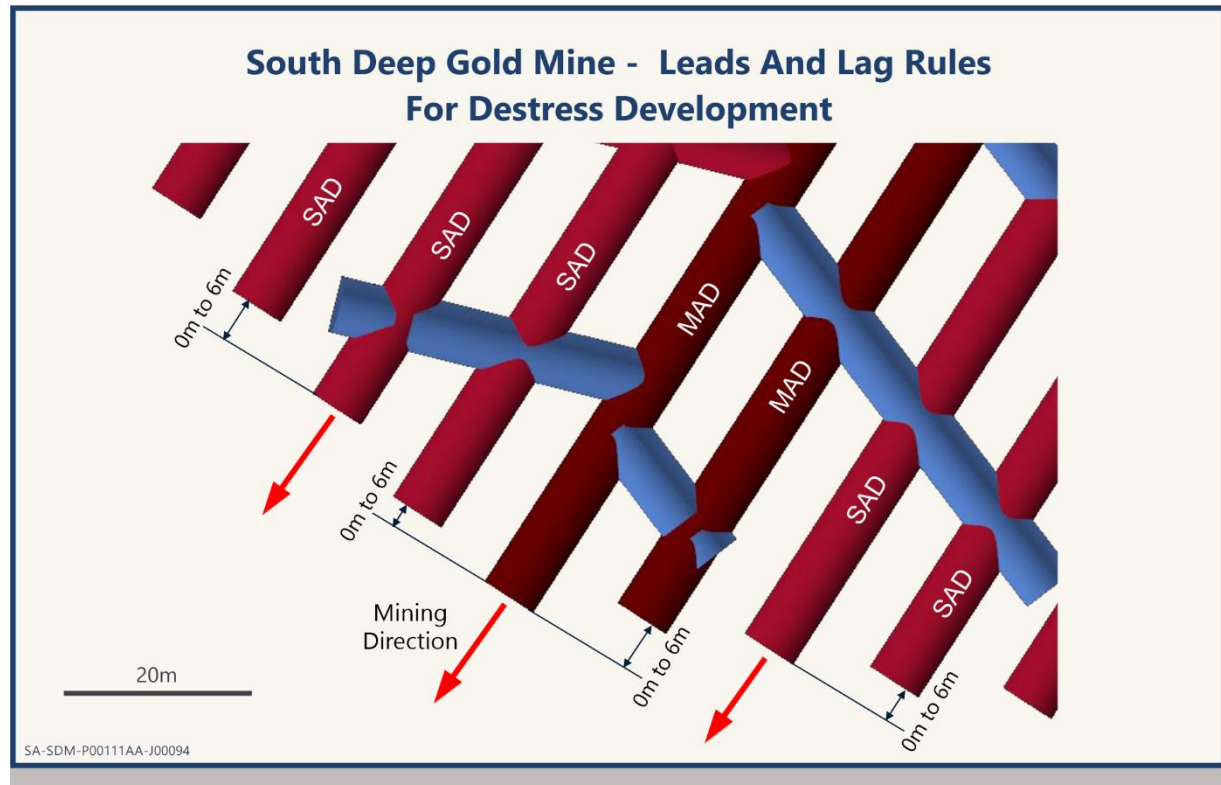 South Deep Gold Mine - Leads And Lag Rules
For Destress Development
SAD
SAD
SAD
MAD
MAD
SAD
SAD
0m to 6m
0m to 6m
0m to 6m
0m to 6m
Mining
Direction
20m
SA-SDM-P00111AA-J00094